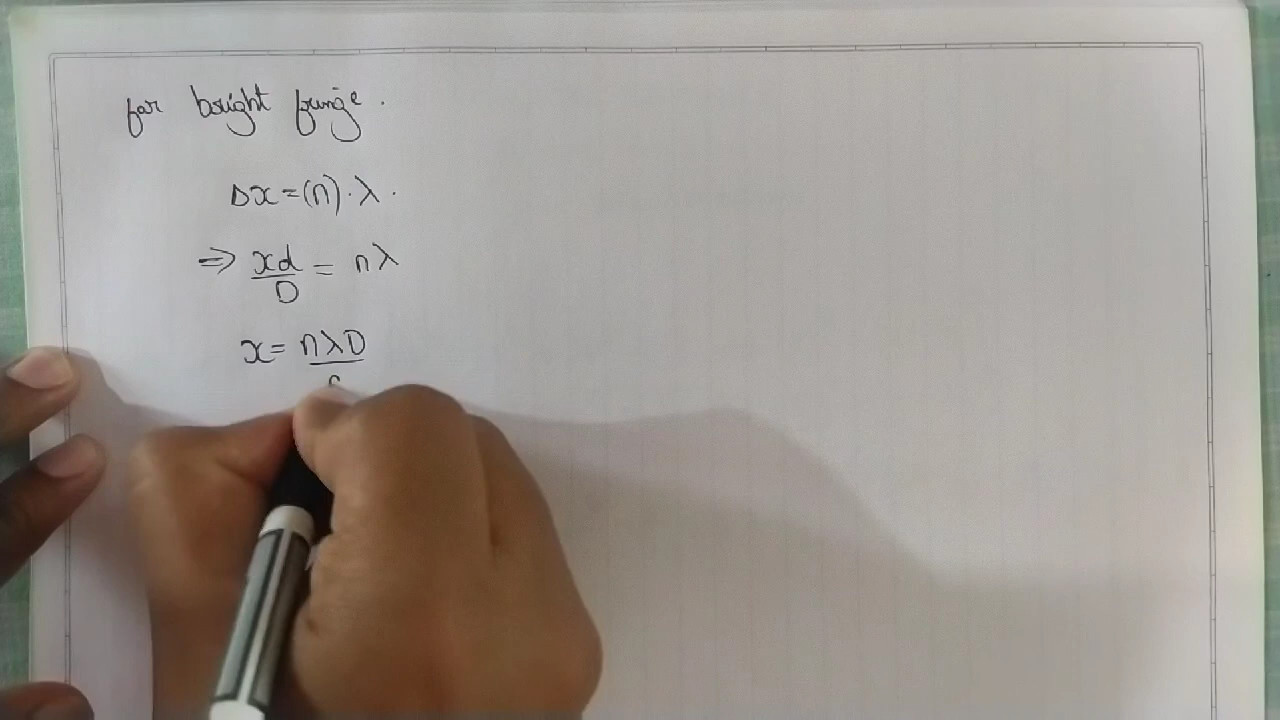 for bright fringe.
Δx=(n)·λ.
⇒ xd/D = nλ
x= nλD